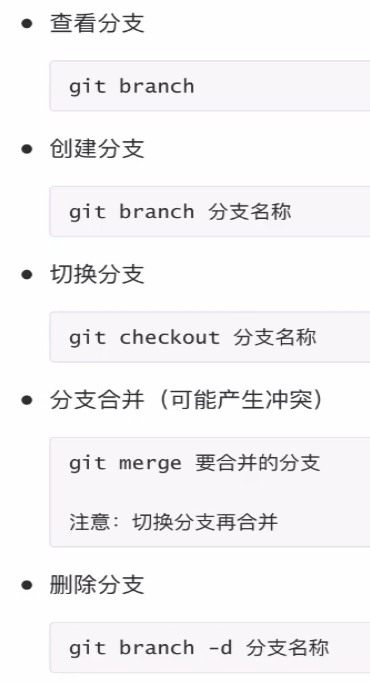 查看分支
git branch
创建分支
git branch 分支名称
切换分支
git checkout 分支名称
分支合并（可能产生冲突）
git merge 要合并的分支
注意：切换分支再合并
删除分支
git branch -d 分支名称